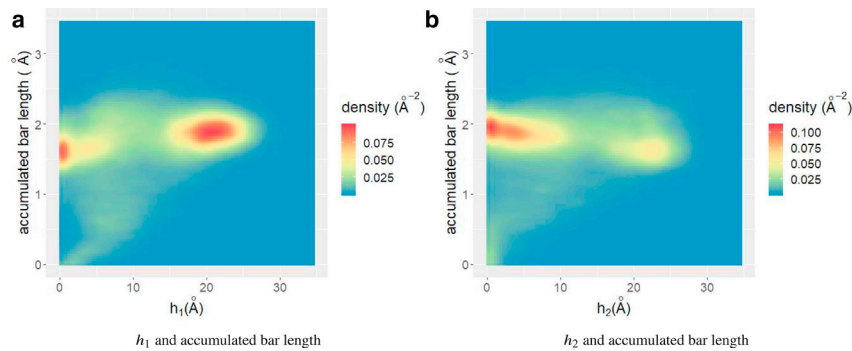 a
accumulated bar length ( Å)
3
2
1
0
0
10
20
30
h₁(Å)
density (Å⁻²)
0.075
0.050
0.025
h₁ and accumulated bar length
b
accumulated bar length ( Å)
3
2
1
0
0
10
20
30
h₂(Å)
density (Å⁻²)
0.100
0.075
0.050
0.025
h₂ and accumulated bar length